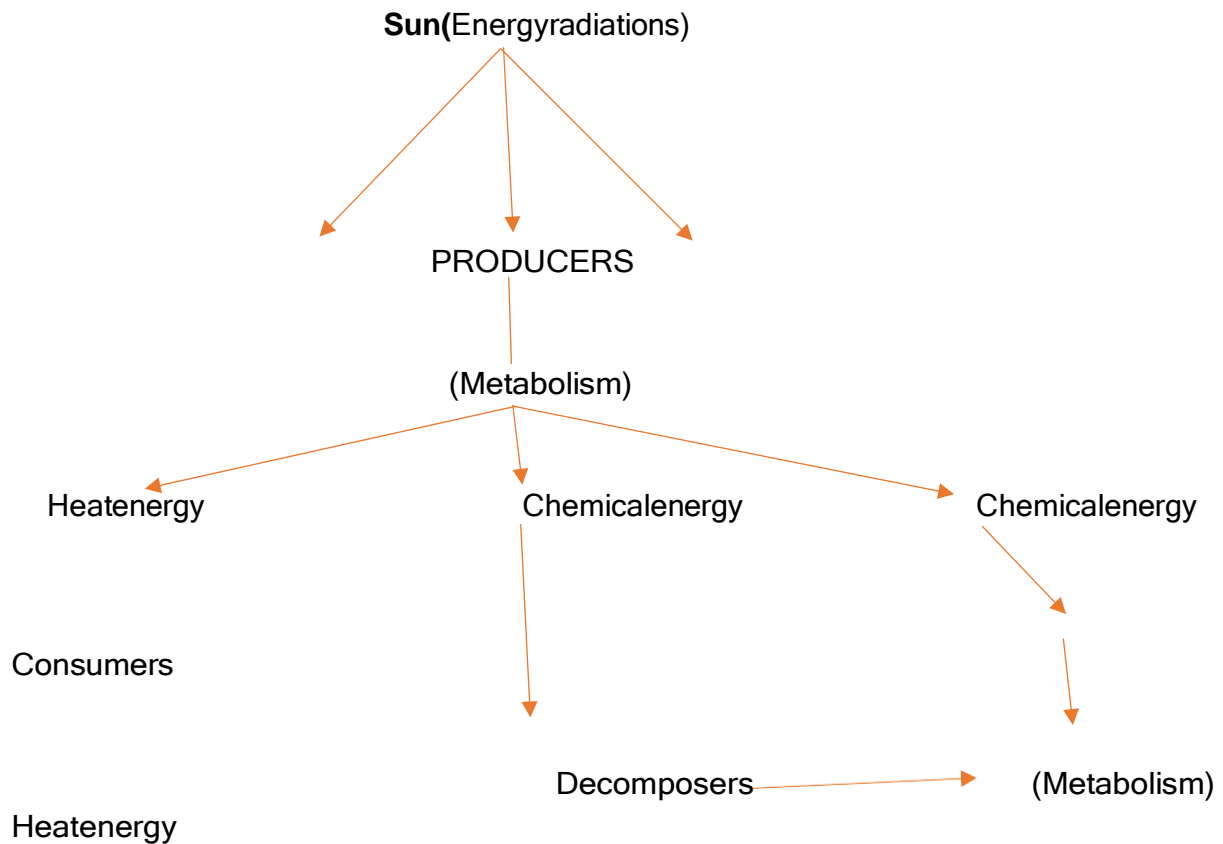 Sun(Energyradiations)
PRODUCERS
(Metabolism)
Heatenergy Chemicalenergy Chemicalenergy
Consumers
Decomposers (Metabolism)
Heatenergy